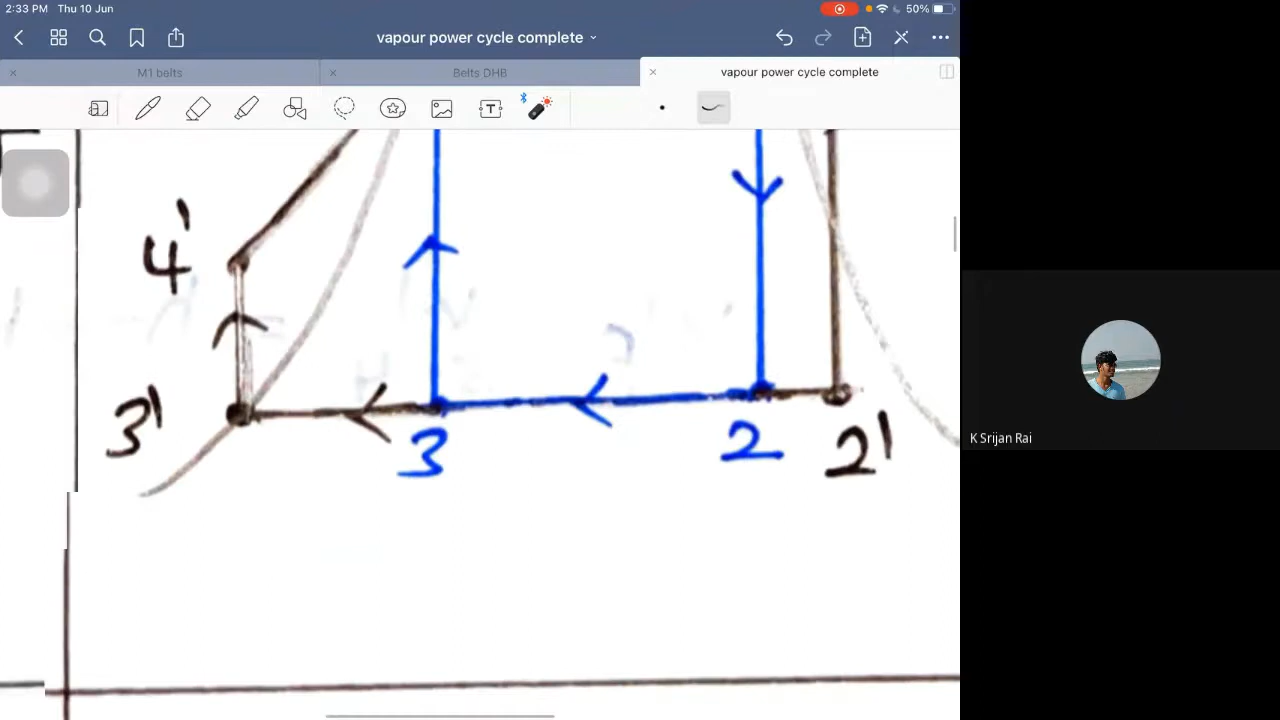 2:33 PM Thu 10 Jun 50%
vapour power cycle complete
M1 belts Belts DHB vapour power cycle complete
T
4'
3' 3 2 2'
K Srijan Rai